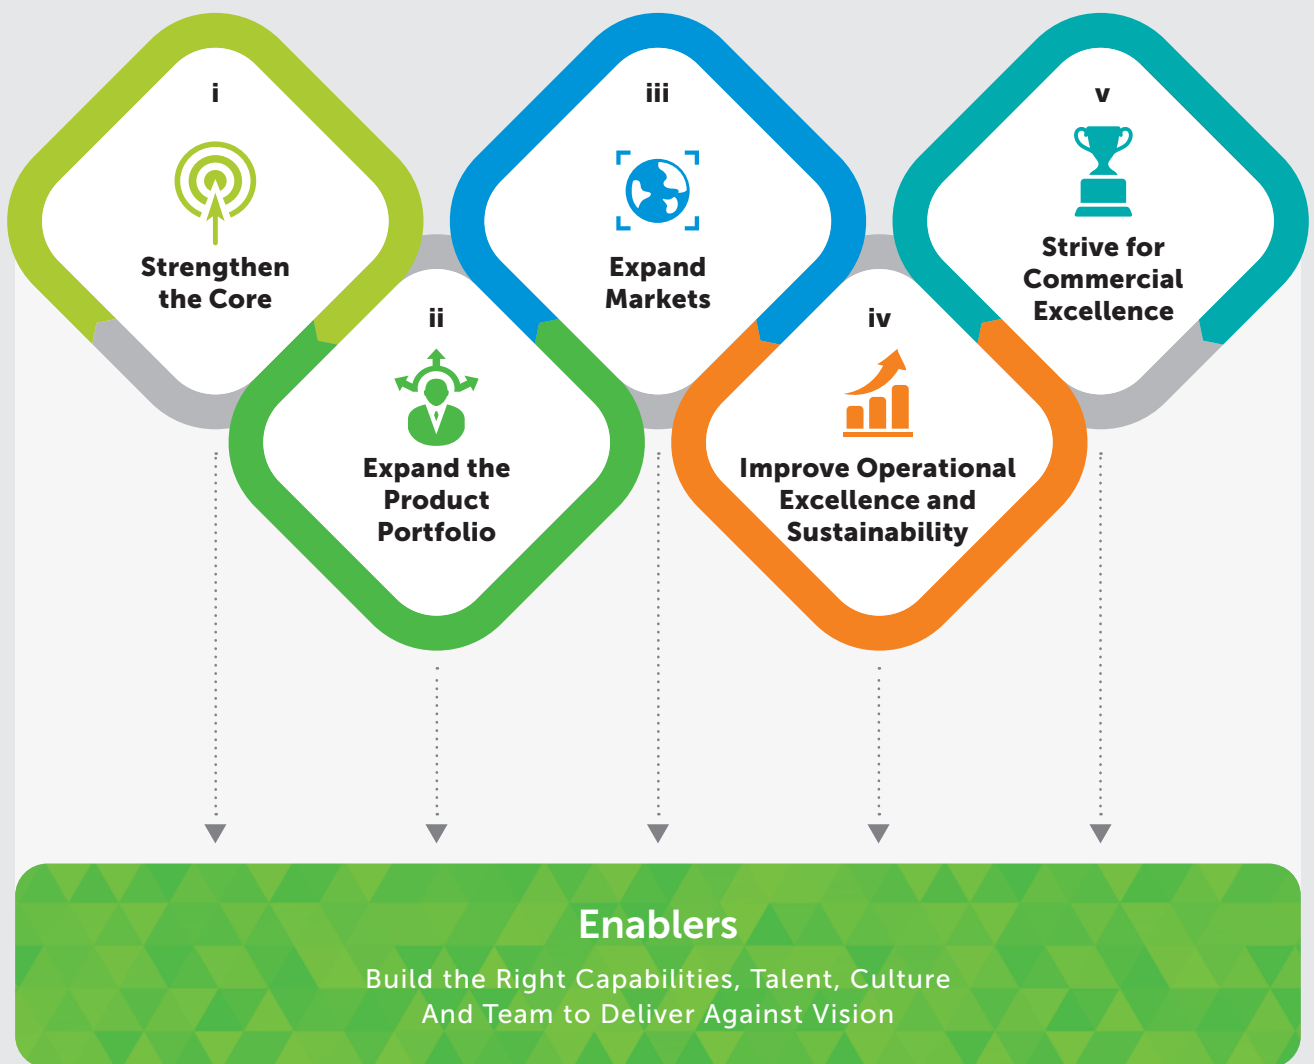 i
Strengthen
the Core
ii
Expand the
Product
Portfolio
iii
Expand
Markets
iv
Improve Operational
Excellence and
Sustainability
v
Strive for
Commercial
Excellence
Enablers
Build the Right Capabilities, Talent, Culture
And Team to Deliver Against Vision